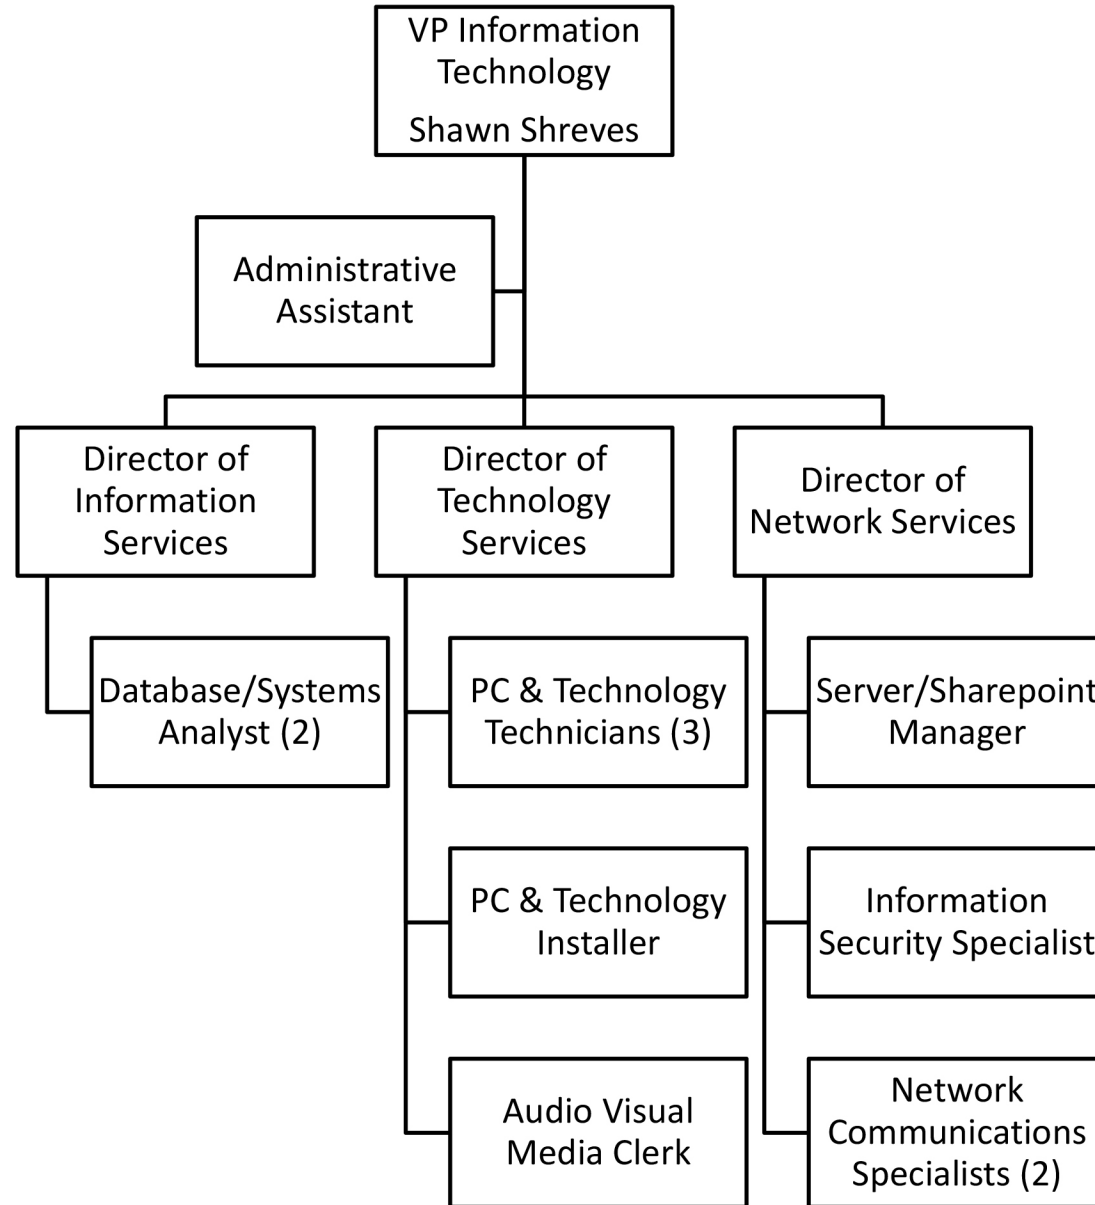 VP Information
Technology
Shawn Shreves
Administrative
Assistant
Director of
Information
Services
Director of
Technology
Services
Director of
Network Services
Database/Systems
Analyst (2)
PC & Technology
Technicians (3)
Server/Sharepoint
Manager
PC & Technology
Installer
Information
Security Specialist
Audio Visual
Media Clerk
Network
Communications
Specialists (2)